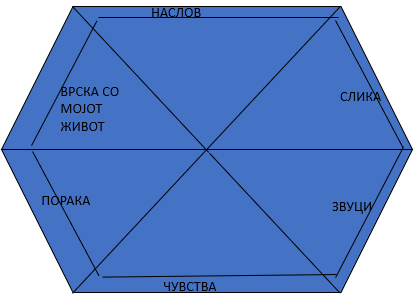 НАСЛОВ
ВРСКА СО
МОЈОТ
ЖИВОТ
СЛИКА
ПОРАКА
ЗВУЦИ
ЧУВСТВА